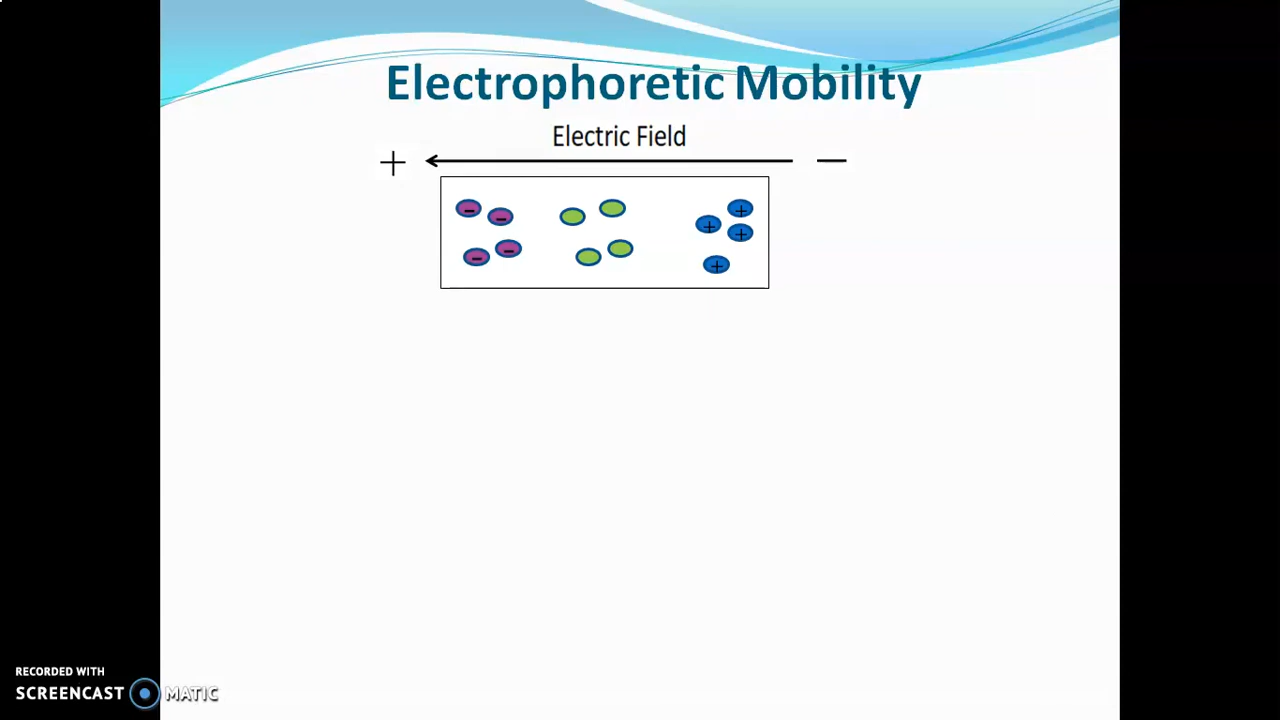 Electrophoretic Mobility
Electric Field
+ —
- - + +
- - + +
RECORDED WITH
SCREENCAST MATIC